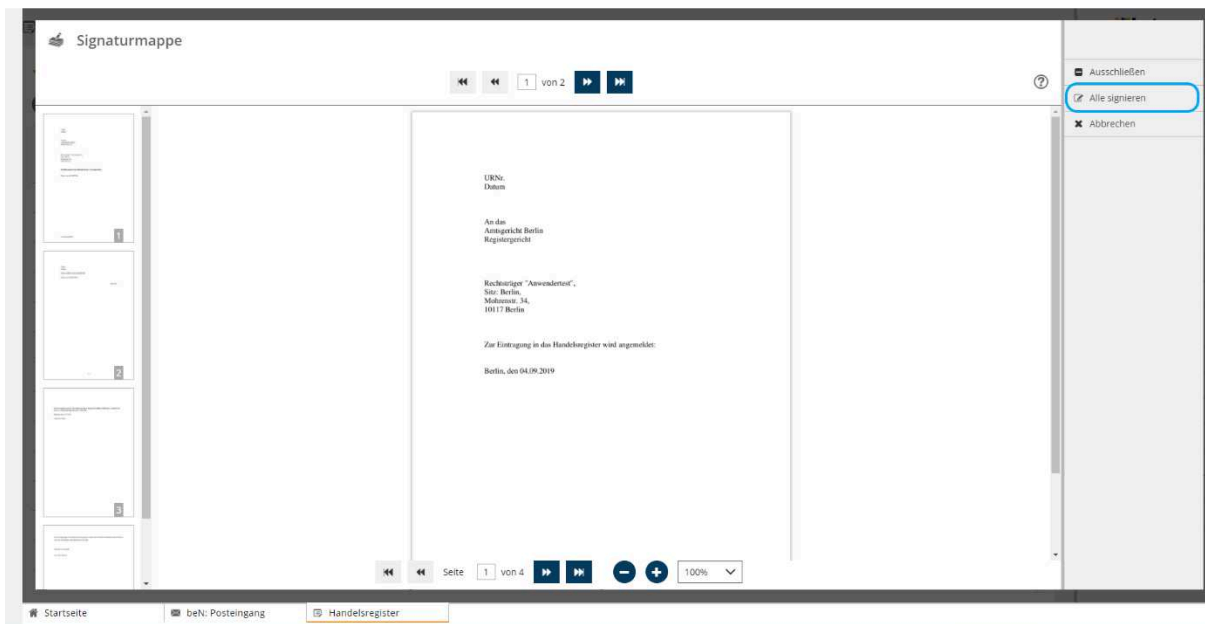 Signaturmappe
1 von 2
Ausschließen
Alle signieren
Abbrechen
1
2
3
URNr.
Datum
An das
Amtsgericht Berlin
Registergericht
Rechtsträger "Anwendertest",
Sitz: Berlin,
Mohrenstr. 34,
10117 Berlin
Zur Eintragung in das Handelsregister wird angemeldet:
Berlin, den 04.09.2019
Seite 1 von 4
100%
Startseite
beN: Posteingang
Handelsregister